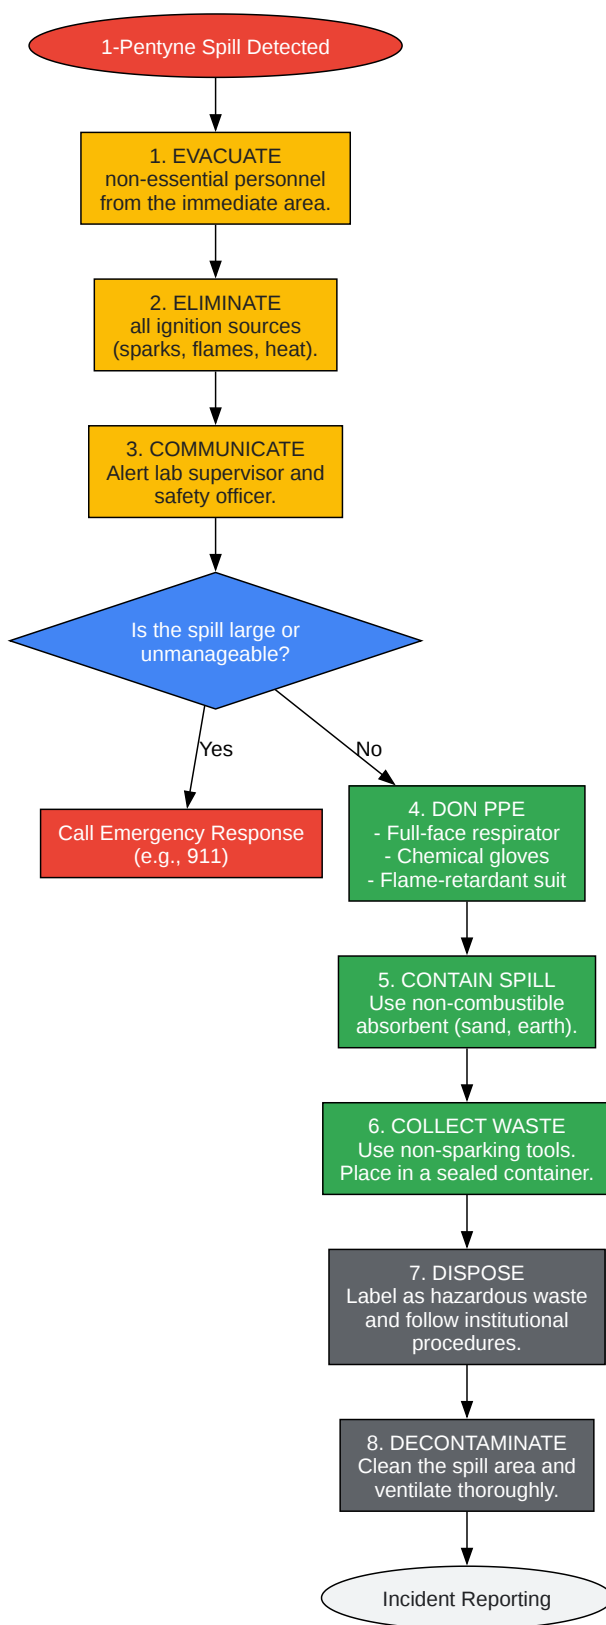 1-Pentyne Spill Detected
1. EVACUATE
non-essential personnel
from the immediate area.
2. ELIMINATE
all ignition sources
(sparks, flames, heat).
3. COMMUNICATE
Alert lab supervisor and
safety officer.
Is the spill large or
unmanageable?
Yes
No
Call Emergency Response
(e.g., 911)
4. DON PPE
- Full-face respirator
- Chemical gloves
- Flame-retardant suit
5. CONTAIN SPILL
Use non-combustible
absorbent (sand, earth).
6. COLLECT WASTE
Use non-sparking tools.
Place in a sealed container.
7. DISPOSE
Label as hazardous waste
and follow institutional
procedures.
8. DECONTAMINATE
Clean the spill area and
ventilate thoroughly.
Incident Reporting